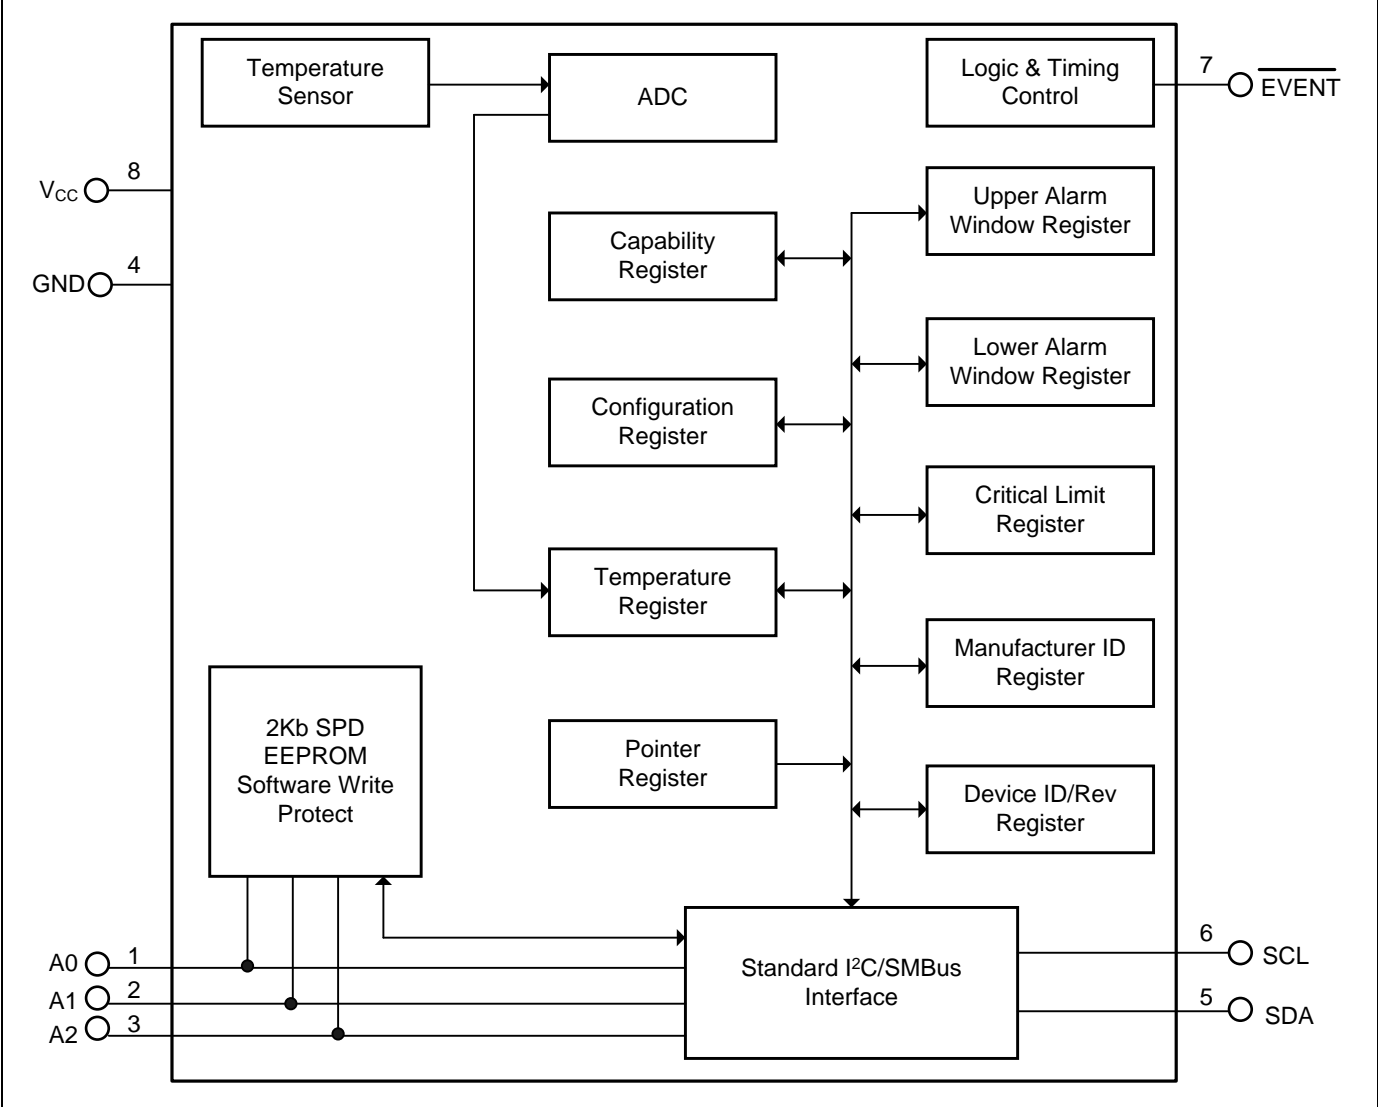 Temperature
Sensor
ADC
Logic & Timing
Control
7
EVENT
8
VCC
4
GND
Capability
Register
Upper Alarm
Window Register
Configuration
Register
Lower Alarm
Window Register
Critical Limit
Register
Temperature
Register
Manufacturer ID
Register
2Kb SPD
EEPROM
Software Write
Protect
Pointer
Register
Device ID/Rev
Register
A0
1
A1
2
A2
3
Standard I²C/SMBus
Interface
6
SCL
5
SDA